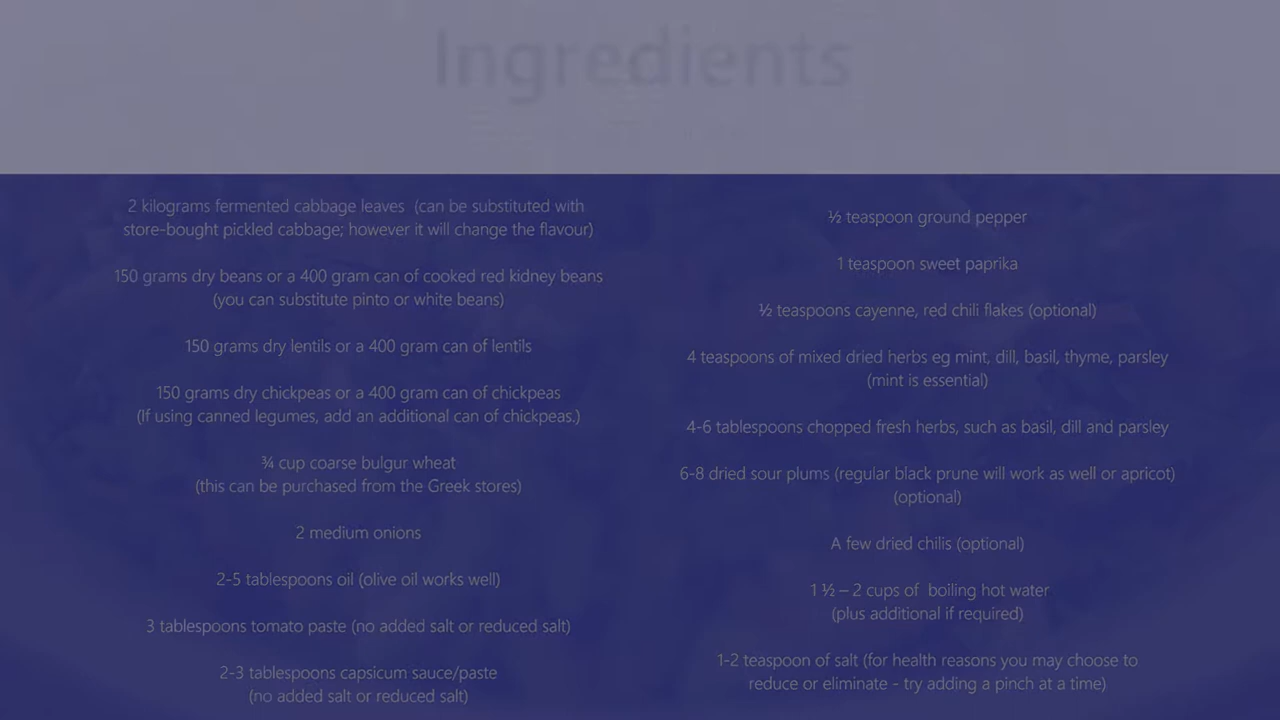 Ingredients
2 kilograms fermented cabbage leaves (can be substituted with
store-bought pickled cabbage; however it will change the flavour)
150 grams dry beans or a 400 gram can of cooked red kidney beans
(you can substitute pinto or white beans)
150 grams dry lentils or a 400 gram can of lentils
150 grams dry chickpeas or a 400 gram can of chickpeas
(If using canned legumes, add an additional can of chickpeas.)
¾ cup coarse bulgur wheat
(this can be purchased from the Greek stores)
2 medium onions
2-5 tablespoons oil (olive oil works well)
3 tablespoons tomato paste (no added salt or reduced salt)
2-3 tablespoons capsicum sauce/paste
(no added salt or reduced salt)
½ teaspoon ground pepper
1 teaspoon sweet paprika
½ teaspoons cayenne, red chili flakes (optional)
4 teaspoons of mixed dried herbs eg mint, dill, basil, thyme, parsley
(mint is essential)
4-6 tablespoons chopped fresh herbs, such as basil, dill and parsley
6-8 dried sour plums (regular black prune will work as well or apricot)
(optional)
A few dried chilis (optional)
1 ½ – 2 cups of boiling hot water
(plus additional if required)
1-2 teaspoon of salt (for health reasons you may choose to
reduce or eliminate - try adding a pinch at a time)